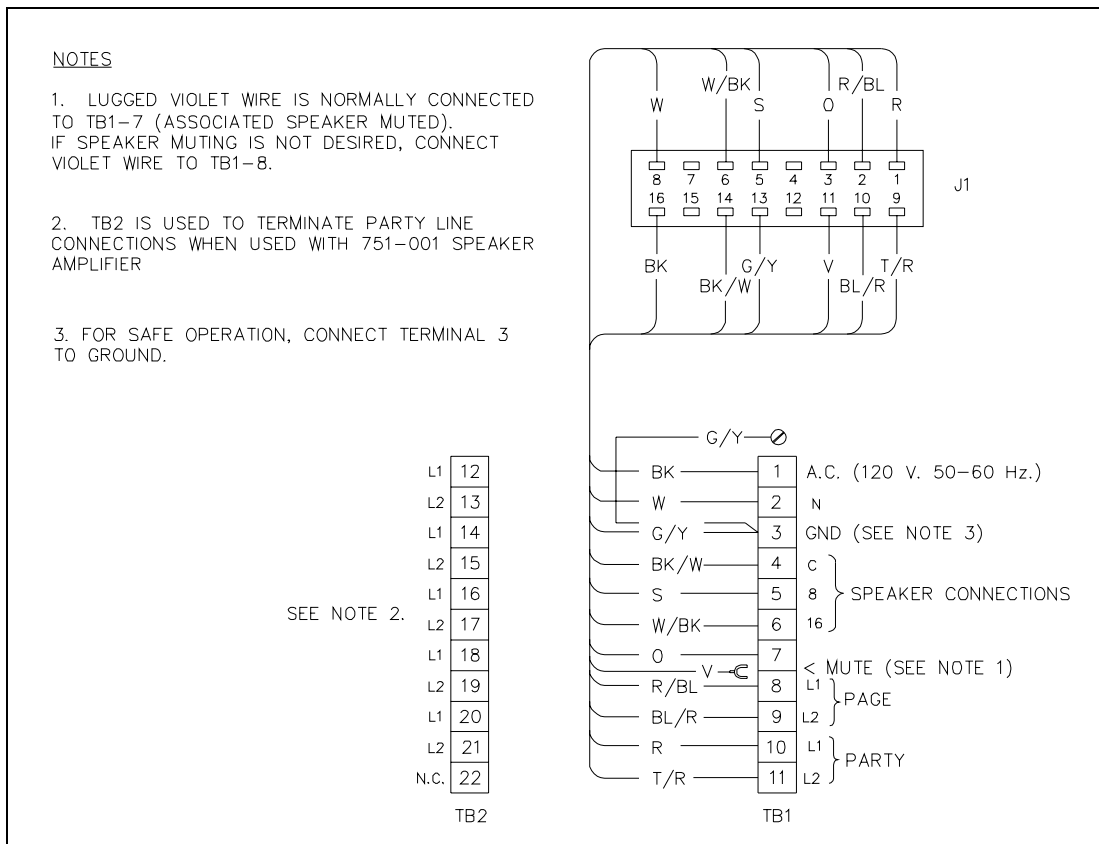 NOTES
1. LUGGED VIOLET WIRE IS NORMALLY CONNECTED
TO TB1-7 (ASSOCIATED SPEAKER MUTED).
IF SPEAKER MUTING IS NOT DESIRED, CONNECT
VIOLET WIRE TO TB1-8.
2. TB2 IS USED TO TERMINATE PARTY LINE
CONNECTIONS WHEN USED WITH 751-001 SPEAKER
AMPLIFIER
3. FOR SAFE OPERATION, CONNECT TERMINAL 3
TO GROUND.
W W/BK S O R/BL R
8 7 6 5 4 3 2 1
16 15 14 13 12 11 10 9
J1
BK BK/W G/Y V BL/R T/R
SEE NOTE 2.
L1 12
L2 13
L1 14
L2 15
L1 16
L2 17
L1 18
L2 19
L1 20
L2 21
N.C. 22
TB2
G/Y
BK 1 A.C. (120 V. 50-60 Hz.)
W 2 N
G/Y 3 GND (SEE NOTE 3)
BK/W 4 C
S 5 8 SPEAKER CONNECTIONS
W/BK 6 16
O 7
V < MUTE (SEE NOTE 1)
R/BL 8 L1
PAGE
BL/R 9 L2
R 10 L1
PARTY
T/R 11 L2
TB1